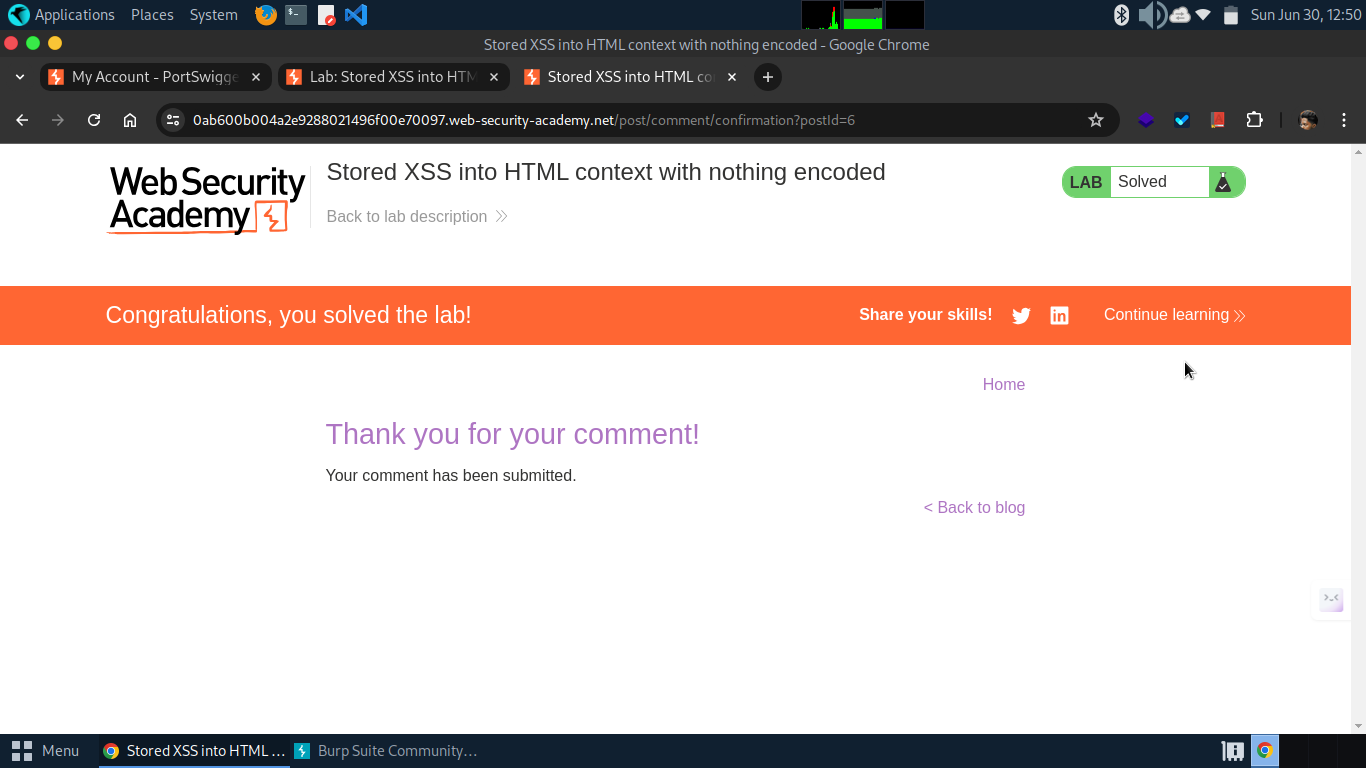 Applications Places System Sun Jun 30, 12:50
Stored XSS into HTML context with nothing encoded - Google Chrome
My Account - PortSwigge Lab: Stored XSS into HTM Stored XSS into HTML co
0ab600b004a2e9288021496f00e70097.web-security-academy.net/post/comment/confirmation?postId=6
Web Security
Academy
Stored XSS into HTML context with nothing encoded
Back to lab description
LAB Solved
Congratulations, you solved the lab! Share your skills! Continue learning
Home
Thank you for your comment!
Your comment has been submitted.
< Back to blog
Menu Stored XSS into HTML ... Burp Suite Community...